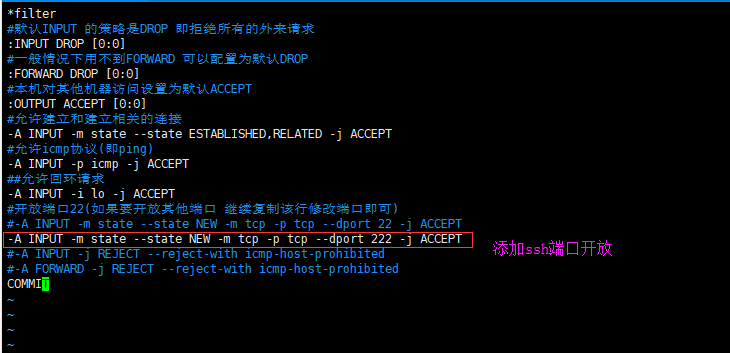 *filter
#默认INPUT 的策略是DROP 即拒绝所有的外来请求
:INPUT DROP [0:0]
#一般情况下用不到FORWARD 可以配置为默认DROP
:FORWARD DROP [0:0]
#本机对其他机器访问设置为默认ACCEPT
:OUTPUT ACCEPT [0:0]
#允许建立和建立相关的连接
-A INPUT -m state --state ESTABLISHED,RELATED -j ACCEPT
#允许icmp协议(即ping)
-A INPUT -p icmp -j ACCEPT
##允许回环请求
-A INPUT -i lo -j ACCEPT
#开放端口22(如果要开放其他端口 继续复制该行修改端口即可)
#-A INPUT -m state --state NEW -m tcp -p tcp --dport 22 -j ACCEPT
-A INPUT -m state --state NEW -m tcp -p tcp --dport 222 -j ACCEPT
添加ssh端口开放
#-A INPUT -j REJECT --reject-with icmp-host-prohibited
#-A FORWARD -j REJECT --reject-with icmp-host-prohibited
COMMIT
~
~
~
~